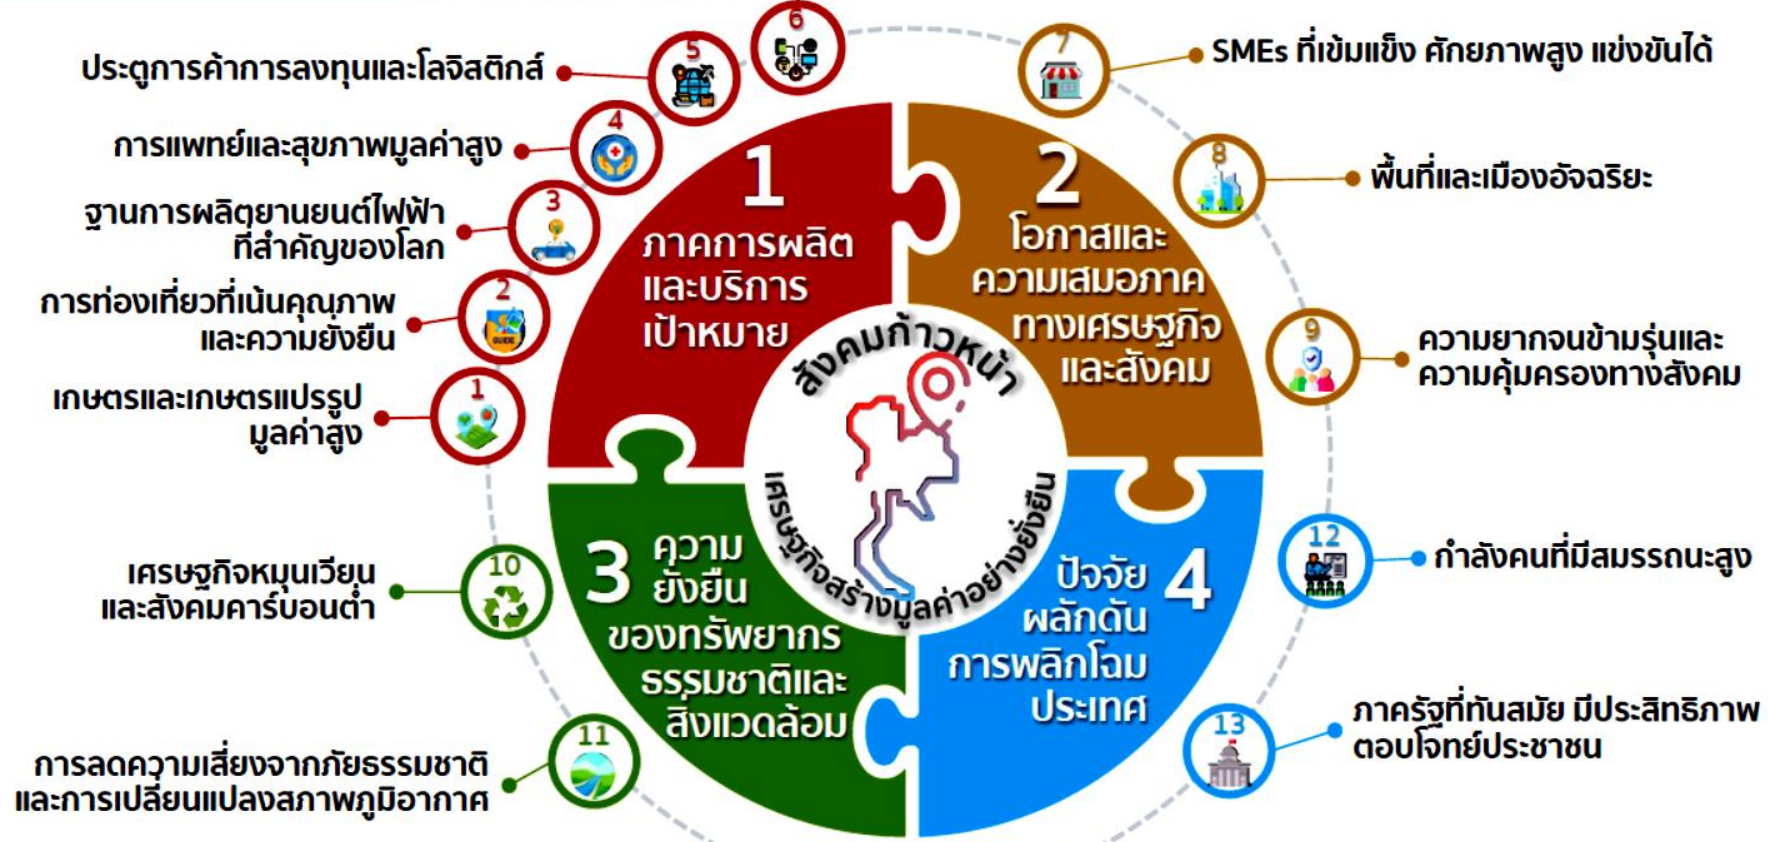 6
5
ประตูการค้าการลงทุนและโลจิสติกส์
4
การแพทย์และสุขภาพมูลค่าสูง
3
ฐานการผลิตยานยนต์ไฟฟ้า
ที่สำคัญของโลก
2
GUIDE
การท่องเที่ยวที่เน้นคุณภาพ
และความยั่งยืน
1
เกษตรและเกษตรแปรรูป
มูลค่าสูง
1
ภาคการผลิต
และบริการ
เป้าหมาย
7
SMEs ที่เข้มแข็ง ศักยภาพสูง แข่งขันได้
8
พื้นที่และเมืองอัจฉริยะ
9
ความยากจนข้ามรุ่นและ
ความคุ้มครองทางสังคม
2
โอกาสและ
ความเสมอภาค
ทางเศรษฐกิจ
และสังคม
สังคมก้าวหน้า
เศรษฐกิจสร้างมูลค่าอย่างยั่งยืน
10
เศรษฐกิจหมุนเวียน
และสังคมคาร์บอนต่ำ
11
การลดความเสี่ยงจากภัยธรรมชาติ
และการเปลี่ยนแปลงสภาพภูมิอากาศ
3
ความ
ยั่งยืน
ของทรัพยากร
ธรรมชาติและ
สิ่งแวดล้อม
4
ปัจจัย
ผลักดัน
การพลิกโฉม
ประเทศ
12
กำลังคนที่มีสมรรถนะสูง
13
ภาครัฐที่ทันสมัย มีประสิทธิภาพ
ตอบโจทย์ประชาชน